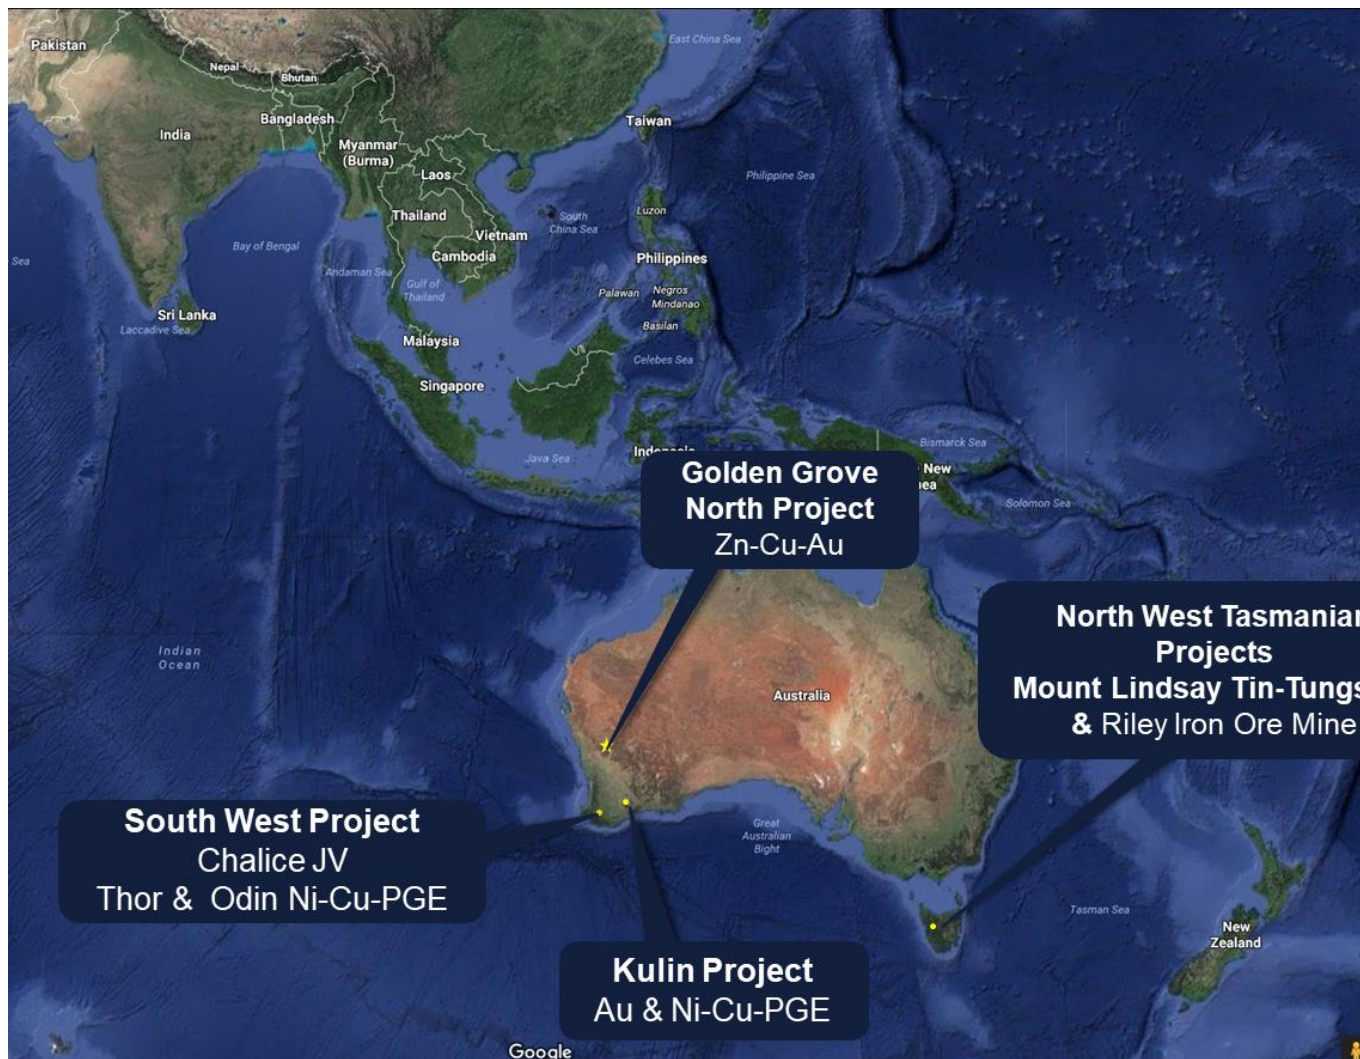 Pakistan
Nepal
Bhutan
East China Sea
Bangladesh
India
Taiwan
Myanmar
(Burma)
Laos
Philippine Sea
Luzon
Thailand
South
China Sea
Vietnam
Bay of Bengal
Cambodia
Philippines
Sea
Andaman Sea
Gulf of
Thailand
Palawan
Negros
Mindanao
Sri Lanka
Laccadive Sea
Basilan
Malaysia
Celebes Sea
Singapore
Bismarck Sea
Java Sea
New
Solomon Sea
Golden Grove
North Project
Zn-Cu-Au
North West Tasmanian
Projects
Mount Lindsay Tin-Tungs
& Riley Iron Ore Mine
Indian
Ocean
Australia
South West Project
Chalice JV
Thor & Odin Ni-Cu-PGE
Great
Australian
Bight
Tasman Sea
New
Zealand
Kulin Project
Au & Ni-Cu-PGE
Google